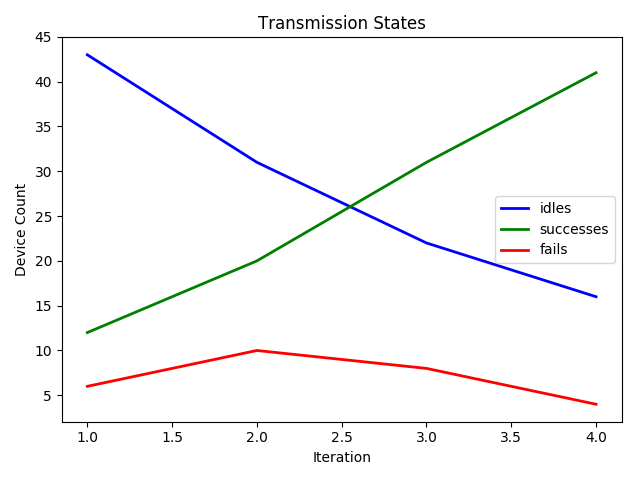 Transmission States
45
40
35
30
25
20
15
10
5
Device Count
idles
successes
fails
1.0 1.5 2.0 2.5 3.0 3.5 4.0
Iteration